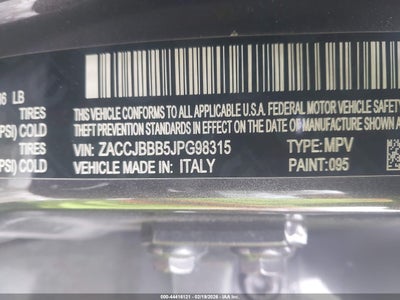 06 LB
TIRES
PSI) COLD
TIRES
PSI) COLD
THIS VEHICLE CONFORMS TO ALL APPLICABLE U.S.A. FEDERAL MOTOR VEHICLE SAFETY
THEFT PREVENTION STANDARDS IN EFFECT ON THE DATE OF MANUFACTURE SHOWN A
VIN: ZACCJBBB5JPG98315 TYPE: MPV
VEHICLE MADE IN: ITALY PAINT: 095
000-44418121 - 02/19/2026 - IAA Inc.